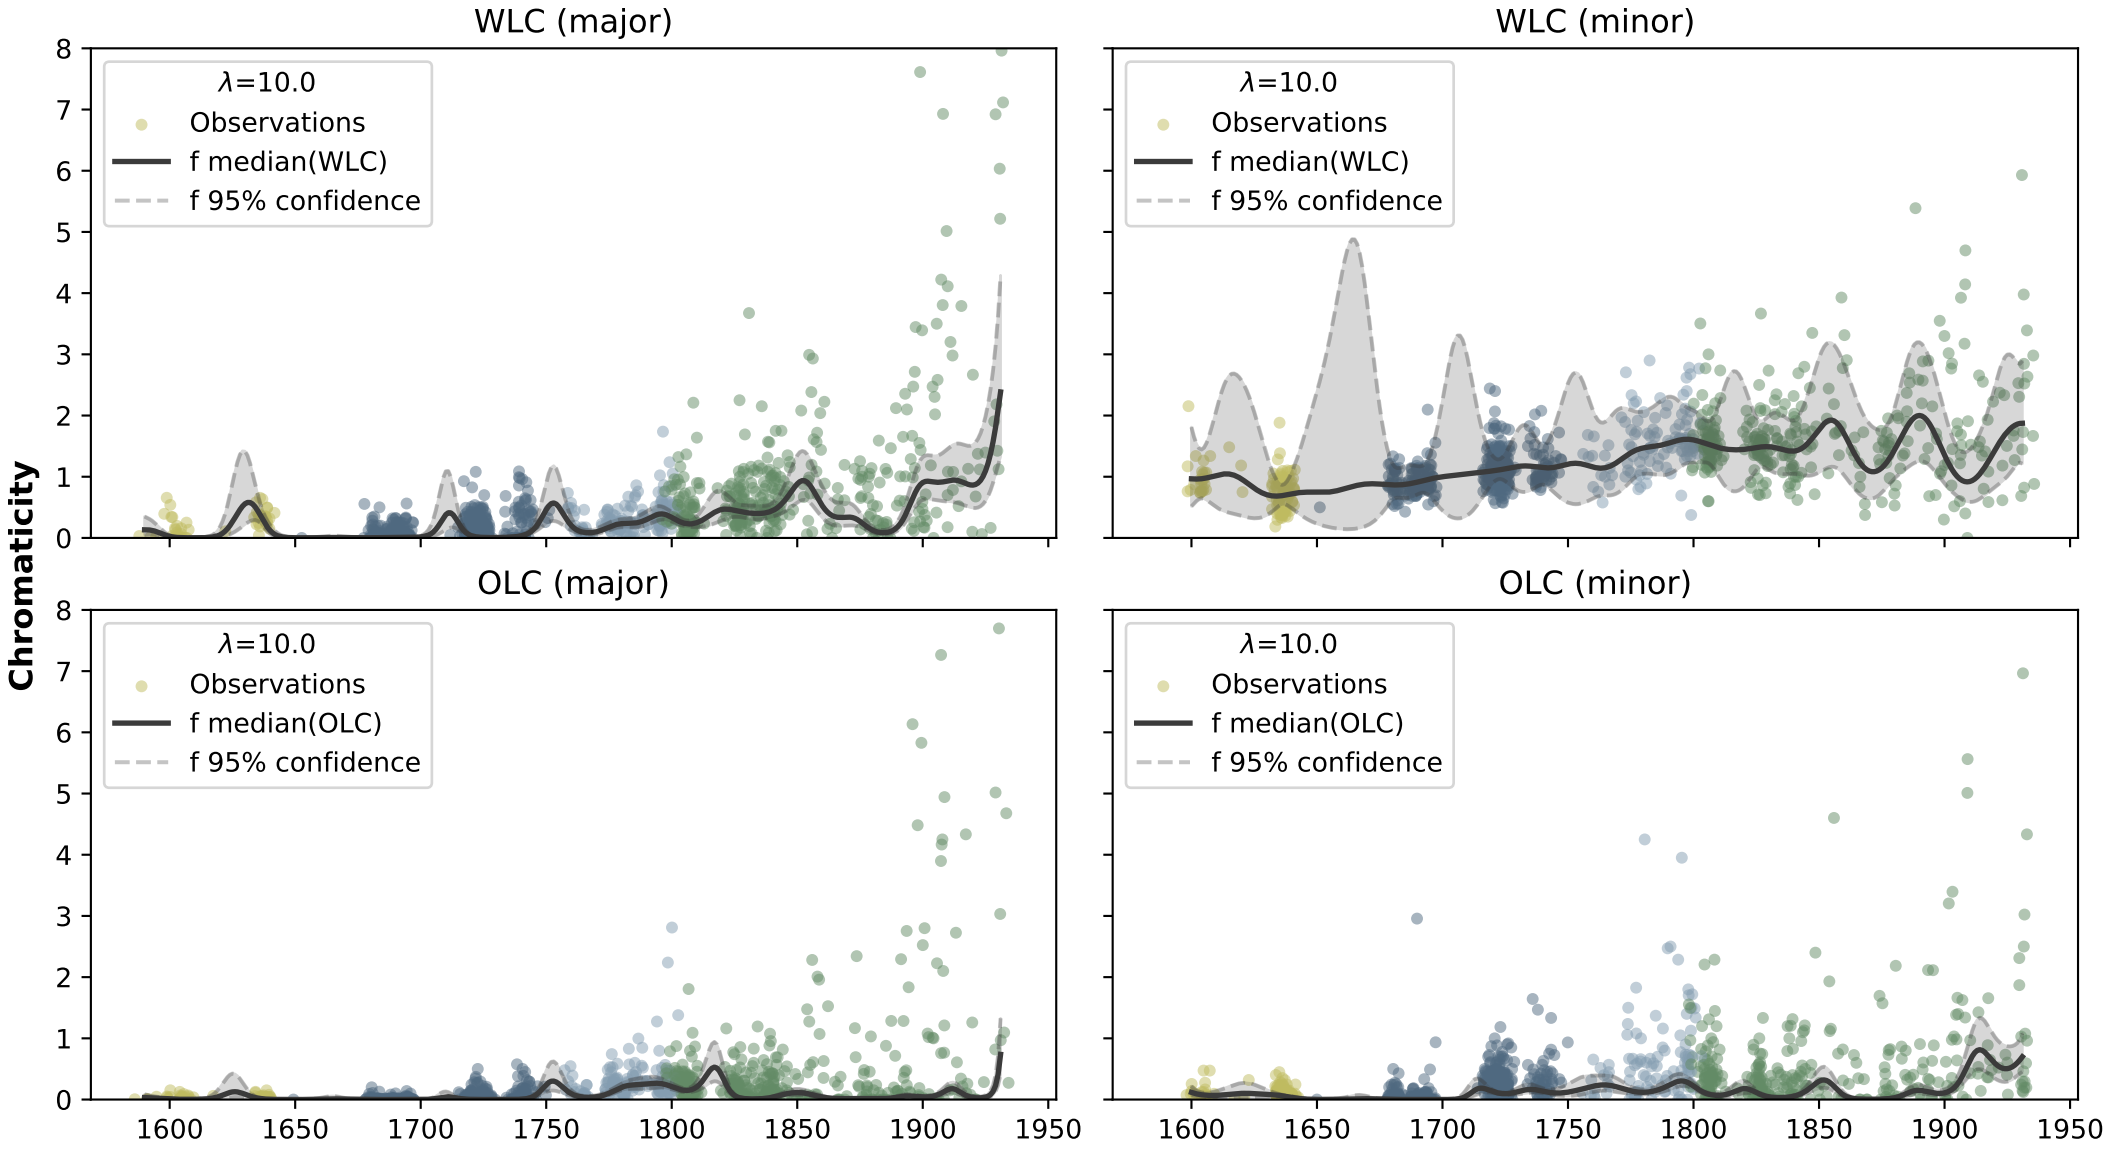 WLC (major)
8
7
6
5
4
3
2
1
0
λ=10.0
Observations
f median(WLC)
f 95% confidence
WLC (minor)
λ=10.0
Observations
f median(WLC)
f 95% confidence
Chromaticity
OLC (major)
8
7
6
5
4
3
2
1
0
λ=10.0
Observations
f median(OLC)
f 95% confidence
1600 1650 1700 1750 1800 1850 1900 1950
OLC (minor)
λ=10.0
Observations
f median(OLC)
f 95% confidence
1600 1650 1700 1750 1800 1850 1900 1950